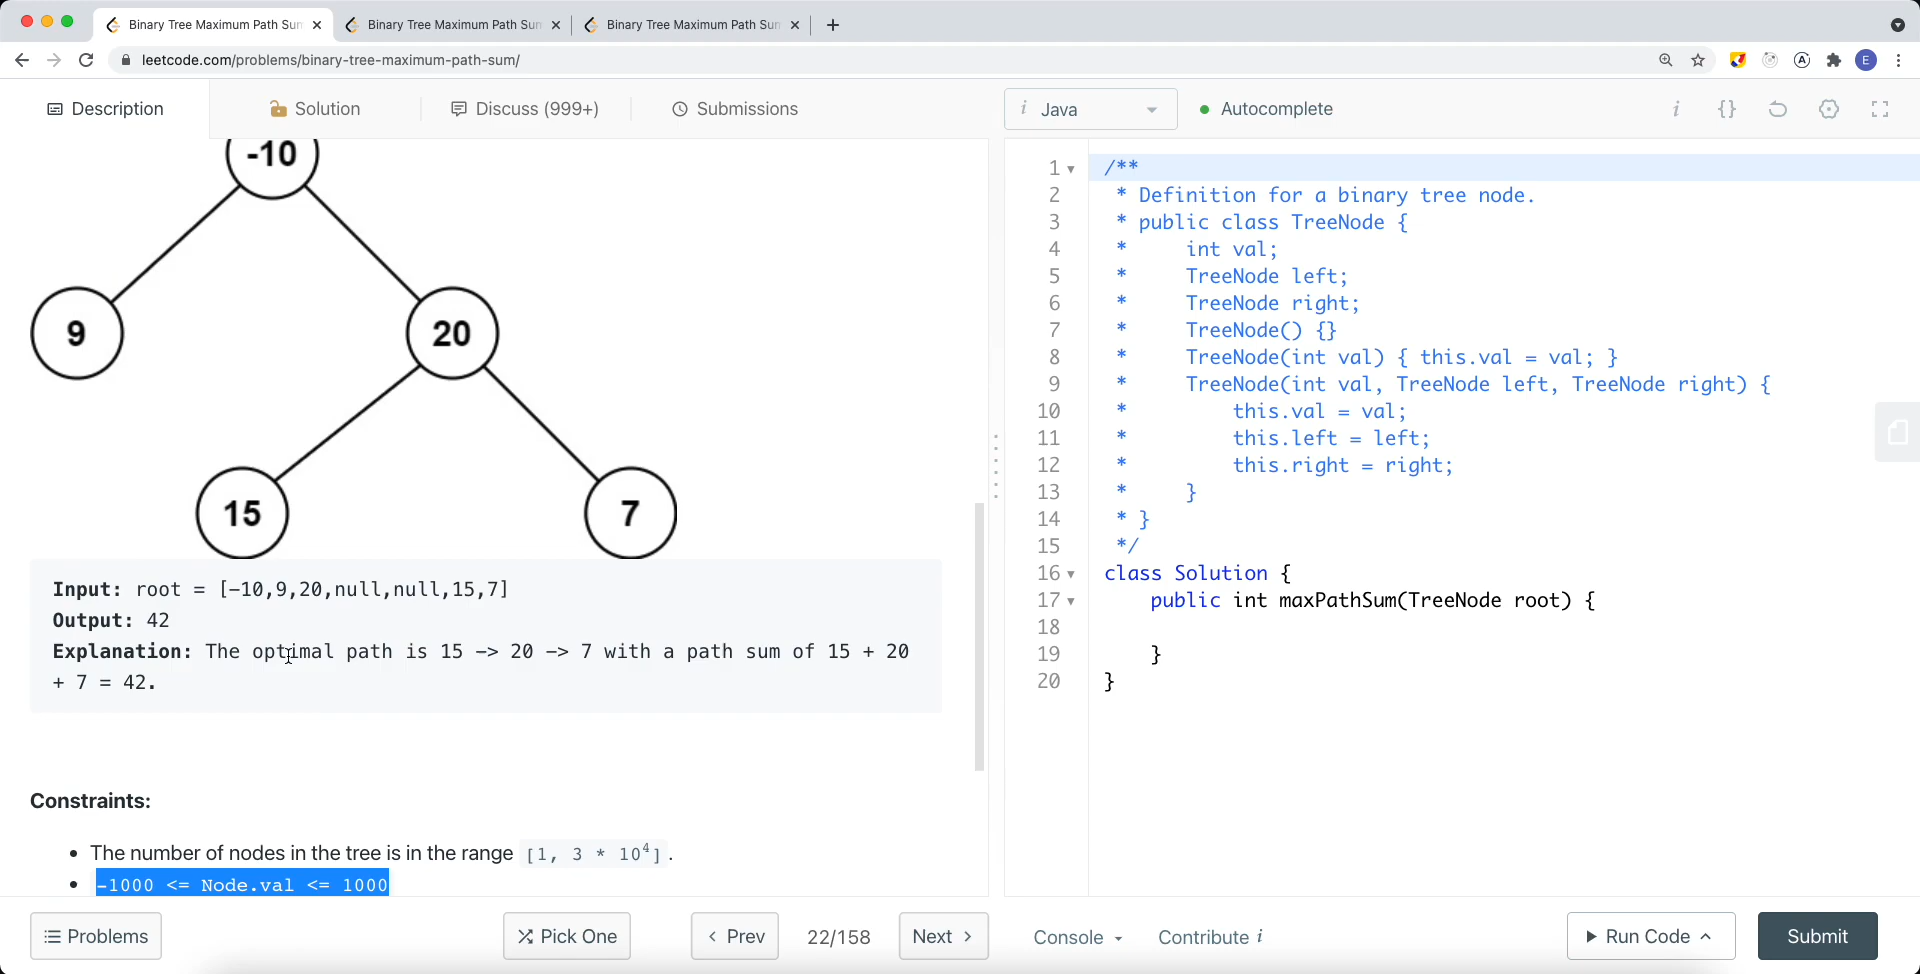 Binary Tree Maximum Path Sum
Binary Tree Maximum Path Sum
Binary Tree Maximum Path Sum
leetcode.com/problems/binary-tree-maximum-path-sum/
A
E
Description
Solution
Discuss (999+)
Submissions
i Java
Autocomplete
i {}
-10
9
20
15
7
Input: root = [-10,9,20,null,null,15,7]
Output: 42
Explanation: The optimal path is 15 -> 20 -> 7 with a path sum of 15 + 20
+ 7 = 42.
Constraints:
• The number of nodes in the tree is in the range [1, 3 * 10⁴].
• -1000 <= Node.val <= 1000
1 /**
2 * Definition for a binary tree node.
3 * public class TreeNode {
4 *     int val;
5 *     TreeNode left;
6 *     TreeNode right;
7 *     TreeNode() {}
8 *     TreeNode(int val) { this.val = val; }
9 *     TreeNode(int val, TreeNode left, TreeNode right) {
10 *         this.val = val;
11 *         this.left = left;
12 *         this.right = right;
13 *     }
14 * }
15 */
16 class Solution {
17     public int maxPathSum(TreeNode root) {
18
19     }
20 }
Problems
Pick One
< Prev
22/158
Next >
Console
Contribute i
Run Code
Submit